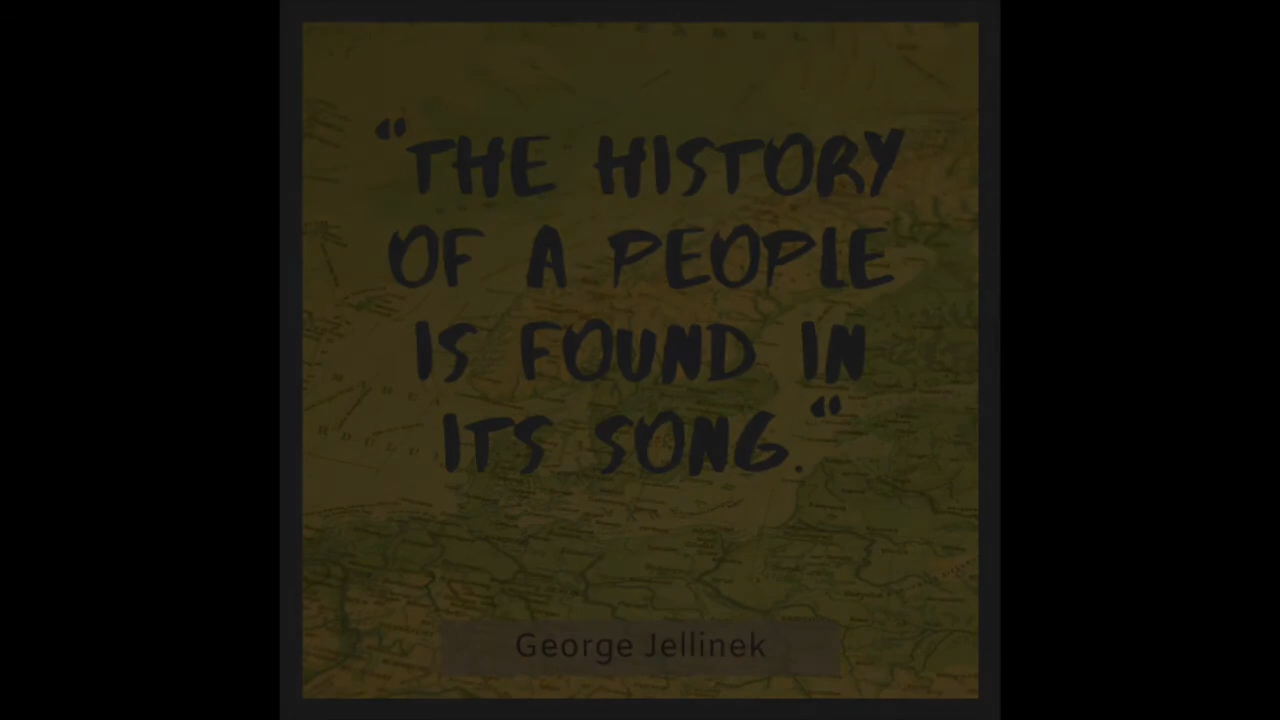 “THE HISTORY
OF A PEOPLE
IS FOUND IN
ITS SONG.“
George Jellinek